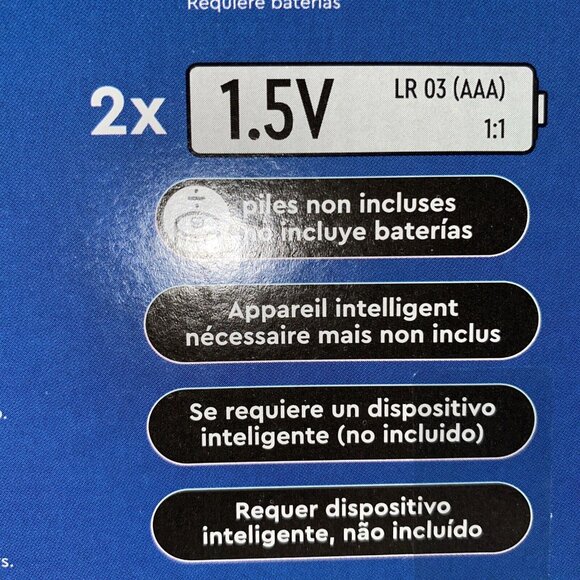 Requiere baterías
2x 1.5V LR 03 (AAA)
1:1
piles non incluses
no incluye baterías
Appareil intelligent
nécessaire mais non inclus
Se requiere un dispositivo
inteligente (no incluido)
Requer dispositivo
inteligente, não incluído